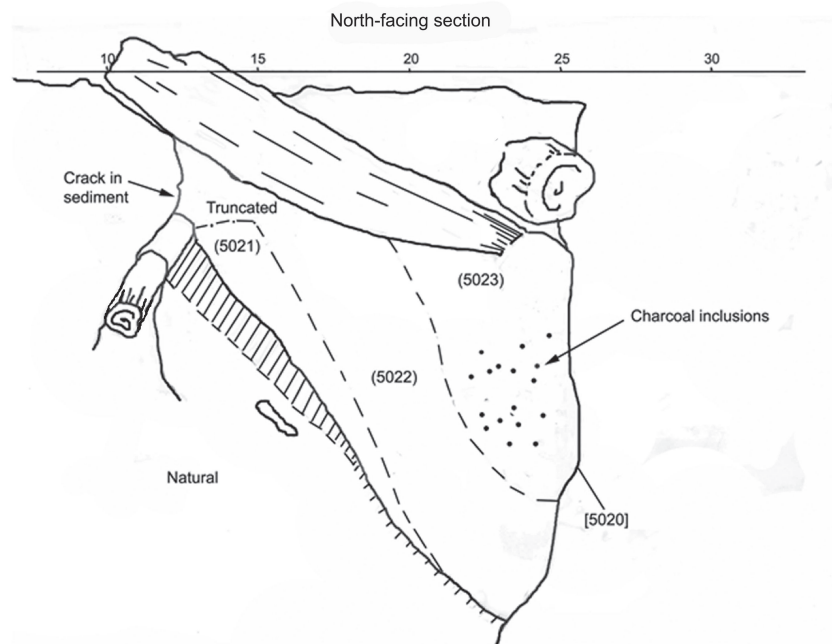 North-facing section
10 15 20 25 30
Crack in
sediment
Truncated
(5021)
(5023)
Charcoal inclusions
(5022)
Natural
[5020]